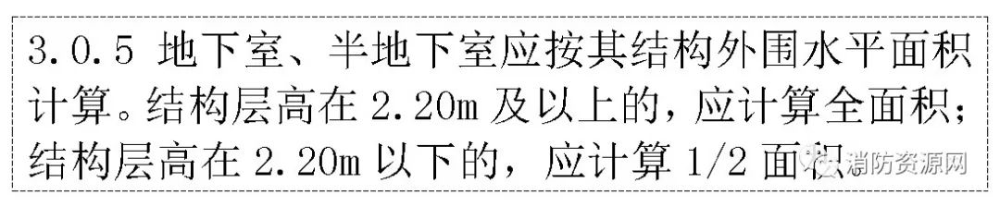 3.0.5 地下室、半地下室应按其结构外围水平面积
计算。结构层高在 2.20m 及以上的，应计算全面积；
结构层高在 2.20m 以下的，应计算 1/2 面积。
消防资源网